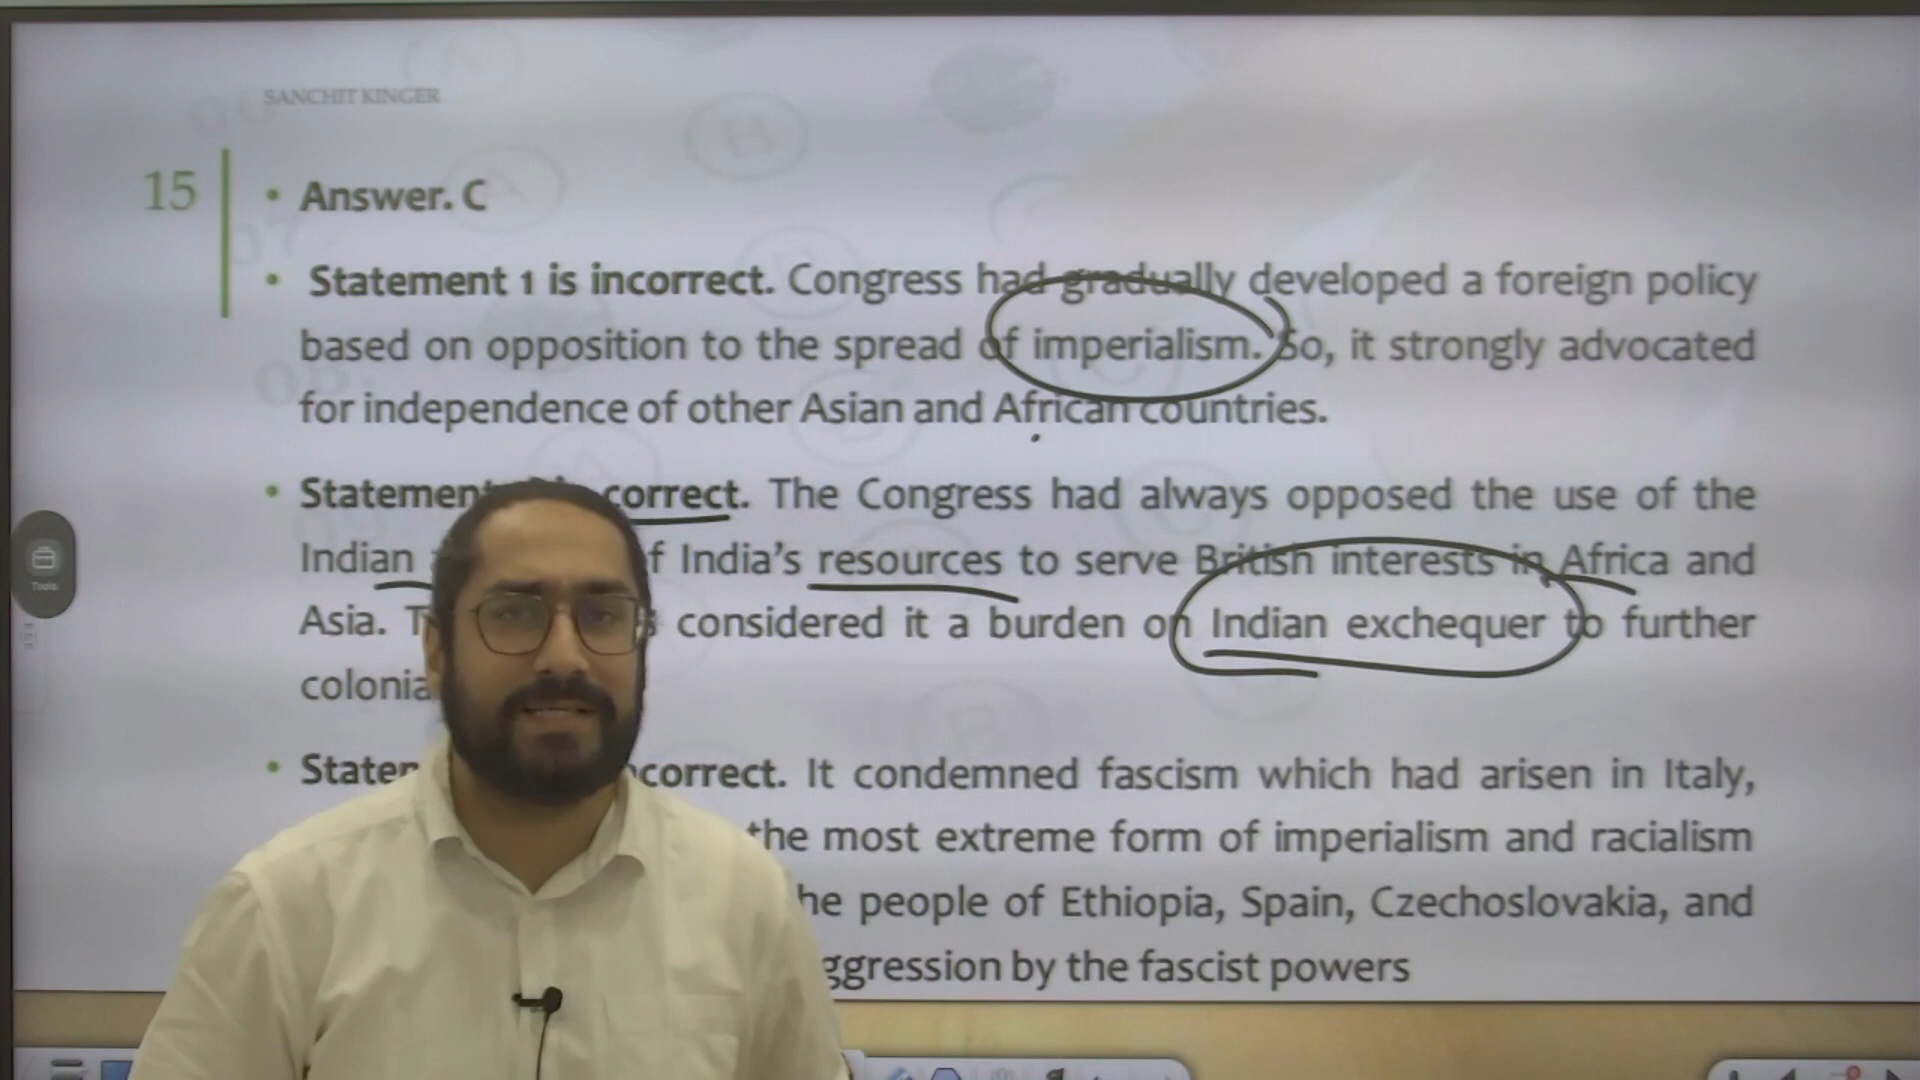 SANCHIT KINGER
15
• Answer. C
• Statement 1 is incorrect. Congress had gradually developed a foreign policy
based on opposition to the spread of imperialism. So, it strongly advocated
for independence of other Asian and African countries.
• Statement correct. The Congress had always opposed the use of the
Indian f India's resources to serve British interests in Africa and
Asia. considered it a burden on Indian exchequer to further
colonia
• Staten correct. It condemned fascism which had arisen in Italy,
the most extreme form of imperialism and racialism
he people of Ethiopia, Spain, Czechoslovakia, and
ggression by the fascist powers
Tools